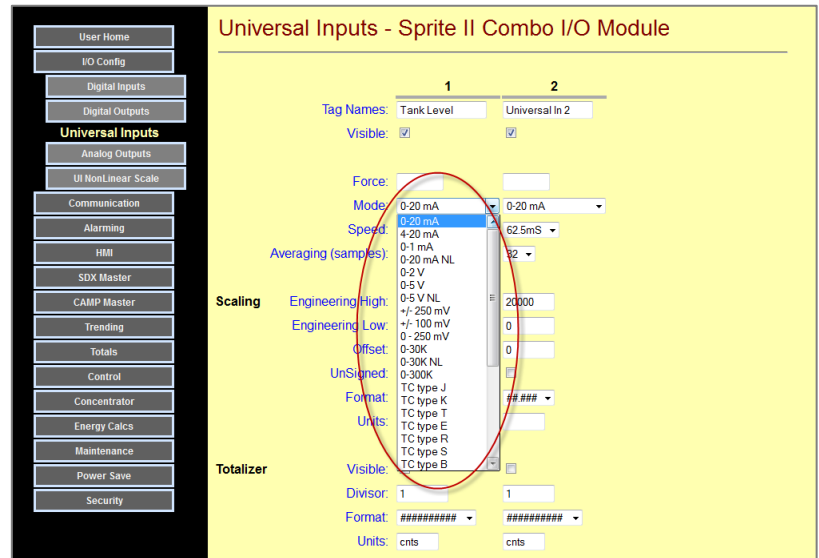 Universal Inputs - Sprite II Combo I/O Module
User Home
I/O Config
Digital Inputs
Digital Outputs
Universal Inputs
Analog Outputs
UI NonLinear Scale
Communication
Alarming
HMI
SDX Master
CAMP Master
Trending
Totals
Control
Concentrator
Energy Calcs
Maintenance
Power Save
Security
1 2
Tag Names: Tank Level Universal In 2
Visible:
Force:
Mode: 0-20 mA 0-20 mA
Speed: 62.5mS
Averaging (samples): 32
Scaling Engineering High: 20000
Engineering Low: 0
Offset: 0
UnSigned:
Format: ##.###
Units:
0-20 mA
4-20 mA
0-1 mA
0-20 mA NL
0-2 V
0-5 V
0-5 V NL
+/- 250 mV
+/- 100 mV
0 - 250 mV
0-30K
0-30K NL
0-300K
TC type J
TC type K
TC type T
TC type E
TC type R
TC type S
TC type B
Totalizer Visible:
Divisor: 1 1
Format: ########## ##########
Units: cnts cnts